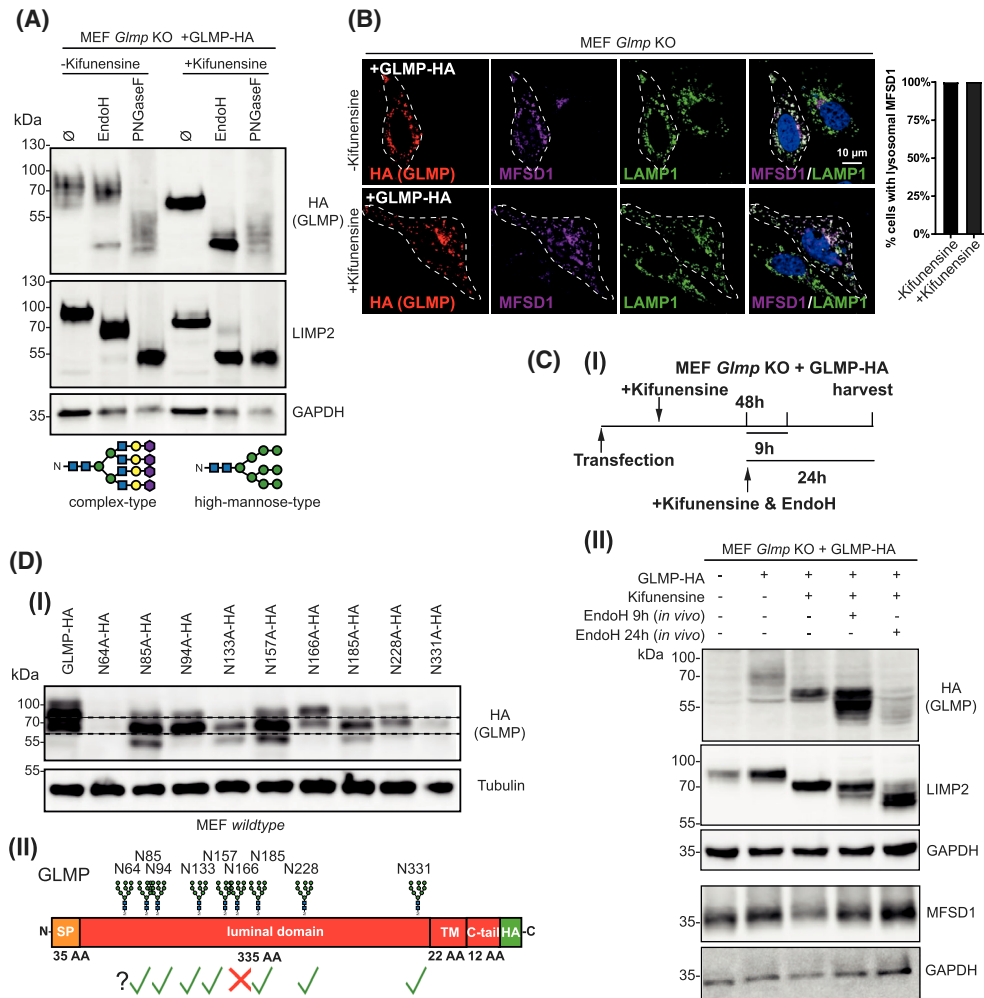 (A)
MEF Glmp KO +GLMP-HA
-Kifunensine +Kifunensine
Ø EndoH PNGaseF Ø EndoH PNGaseF
kDa
130-
100-
70-
55-
HA
(GLMP)
130-
100-
70-
55-
LIMP2
35-
GAPDH
N N
complex-type high-mannose-type
(B)
MEF Glmp KO
-Kifunensine
+GLMP-HA
HA (GLMP) MFSD1 LAMP1 MFSD1/LAMP1
10 µm
+Kifunensine
+GLMP-HA
HA (GLMP) MFSD1 LAMP1 MFSD1/LAMP1
% cells with lysosomal MFSD1
100%
75%
50%
25%
0%
-Kifunensine
+Kifunensine
(C) (I)
MEF Glmp KO + GLMP-HA
+Kifunensine harvest
48h
9h
Transfection
24h
+Kifunensine & EndoH
(II)
MEF Glmp KO + GLMP-HA
GLMP-HA - + + + +
Kifunensine - - + + +
EndoH 9h (in vivo) - - - +
EndoH 24h (in vivo) - - - +
kDa
100-
70-
55-
HA
(GLMP)
100-
70-
55-
LIMP2
35-
GAPDH
35-
MFSD1
35-
GAPDH
(D)
(I)
GLMP-HA N64A-HA N85A-HA N94A-HA N133A-HA N157A-HA N166A-HA N185A-HA N228A-HA N331A-HA
kDa
100-
70-
55-
HA
(GLMP)
55-
Tubulin
MEF wildtype
(II)
GLMP
N85 N157 N185
N64 N94 N133 N166 N228 N331
N- SP luminal domain TM C-tail HA -C
35 AA 335 AA 22 AA 12 AA
?